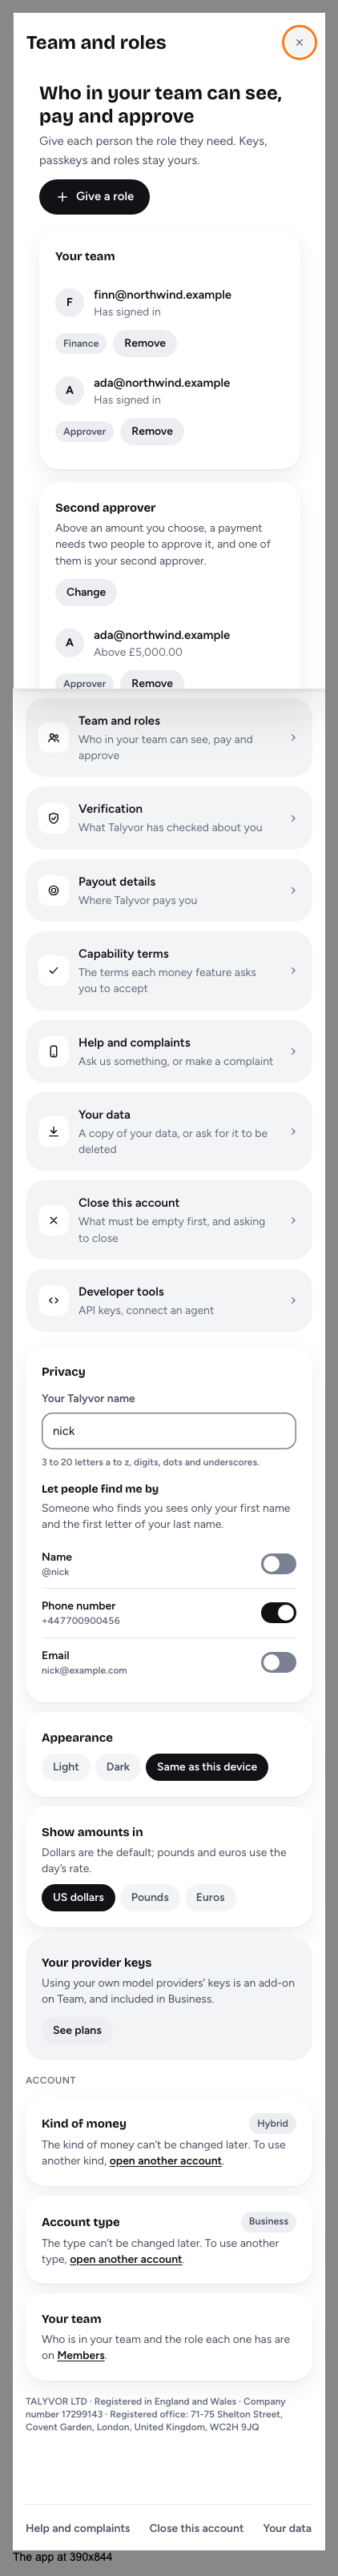 Team and roles
Who in your team can see,
pay and approve
Give each person the role they need. Keys,
passkeys and roles stay yours.
Give a role
Your team
F
finn@northwind.example
Has signed in
Finance
Remove
A
ada@northwind.example
Has signed in
Approver
Remove
Second approver
Above an amount you choose, a payment
needs two people to approve it, and one of
them is your second approver.
Change
A
ada@northwind.example
Above £5,000.00
Approver
Remove
Team and roles
Who in your team can see, pay and
approve
Verification
What Talyvor has checked about you
Payout details
Where Talyvor pays you
Capability terms
The terms each money feature asks
you to accept
Help and complaints
Ask us something, or make a complaint
Your data
A copy of your data, or ask for it to be
deleted
Close this account
What must be empty first, and asking
to close
Developer tools
API keys, connect an agent
Privacy
Your Talyvor name
nick
3 to 20 letters a to z, digits, dots and underscores.
Let people find me by
Someone who finds you sees only your first name
and the first letter of your last name.
Name
@nick
Phone number
+447700900456
Email
nick@example.com
Appearance
Light
Dark
Same as this device
Show amounts in
Dollars are the default; pounds and euros use the
day's rate.
US dollars
Pounds
Euros
Your provider keys
Using your own model providers' keys is an add-on
on Team, and included in Business.
See plans
ACCOUNT
Kind of money
Hybrid
The kind of money can't be changed later. To use
another kind, open another account.
Account type
Business
The type can't be changed later. To use another
type, open another account.
Your team
Who is in your team and the role each one has are
on Members.
TALYVOR LTD · Registered in England and Wales · Company
number 17299143 · Registered office: 71-75 Shelton Street,
Covent Garden, London, United Kingdom, WC2H 9JQ
Help and complaints
Close this account
Your data
The app at 390x844